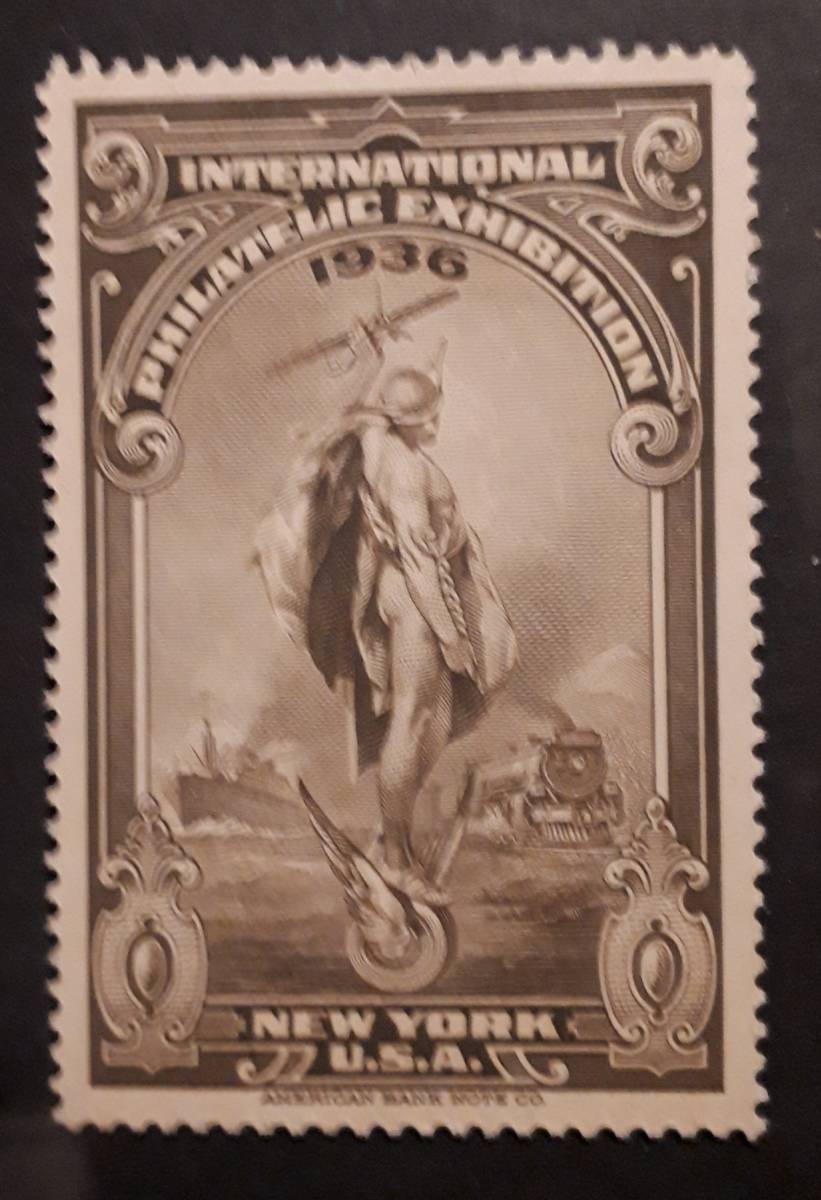 INTERNATIONAL
PHILATELIC EXHIBITION
1936
NEW YORK
U.S.A.
AMERICAN BANK NOTE CO.